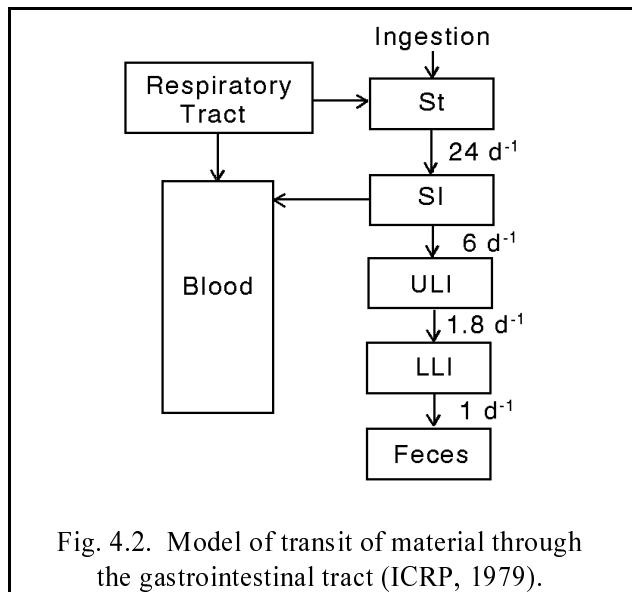 Ingestion
Respiratory
Tract
St
24 d⁻¹
SI
6 d⁻¹
Blood
ULI
1.8 d⁻¹
LLI
1 d⁻¹
Feces
Fig. 4.2. Model of transit of material through
the gastrointestinal tract (ICRP, 1979).